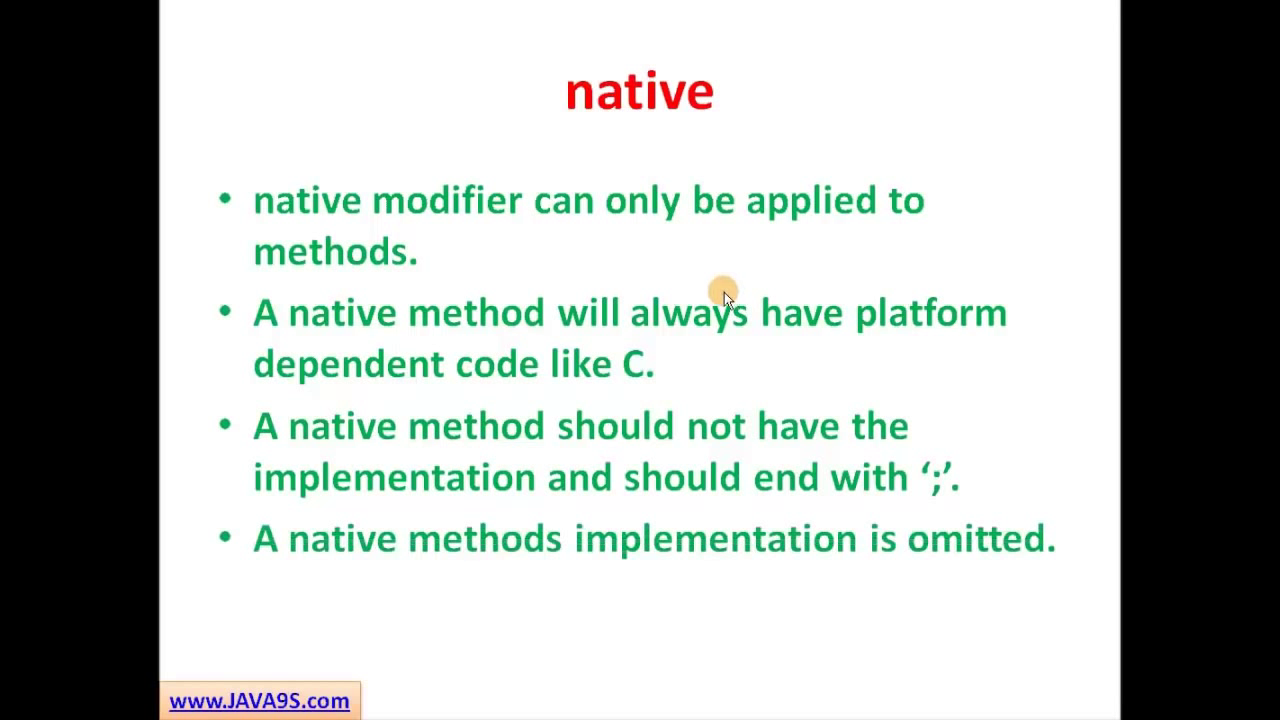 native
• native modifier can only be applied to
methods.
• A native method will always have platform
dependent code like C.
• A native method should not have the
implementation and should end with ‘;’.
• A native methods implementation is omitted.
www.JAVA9S.com